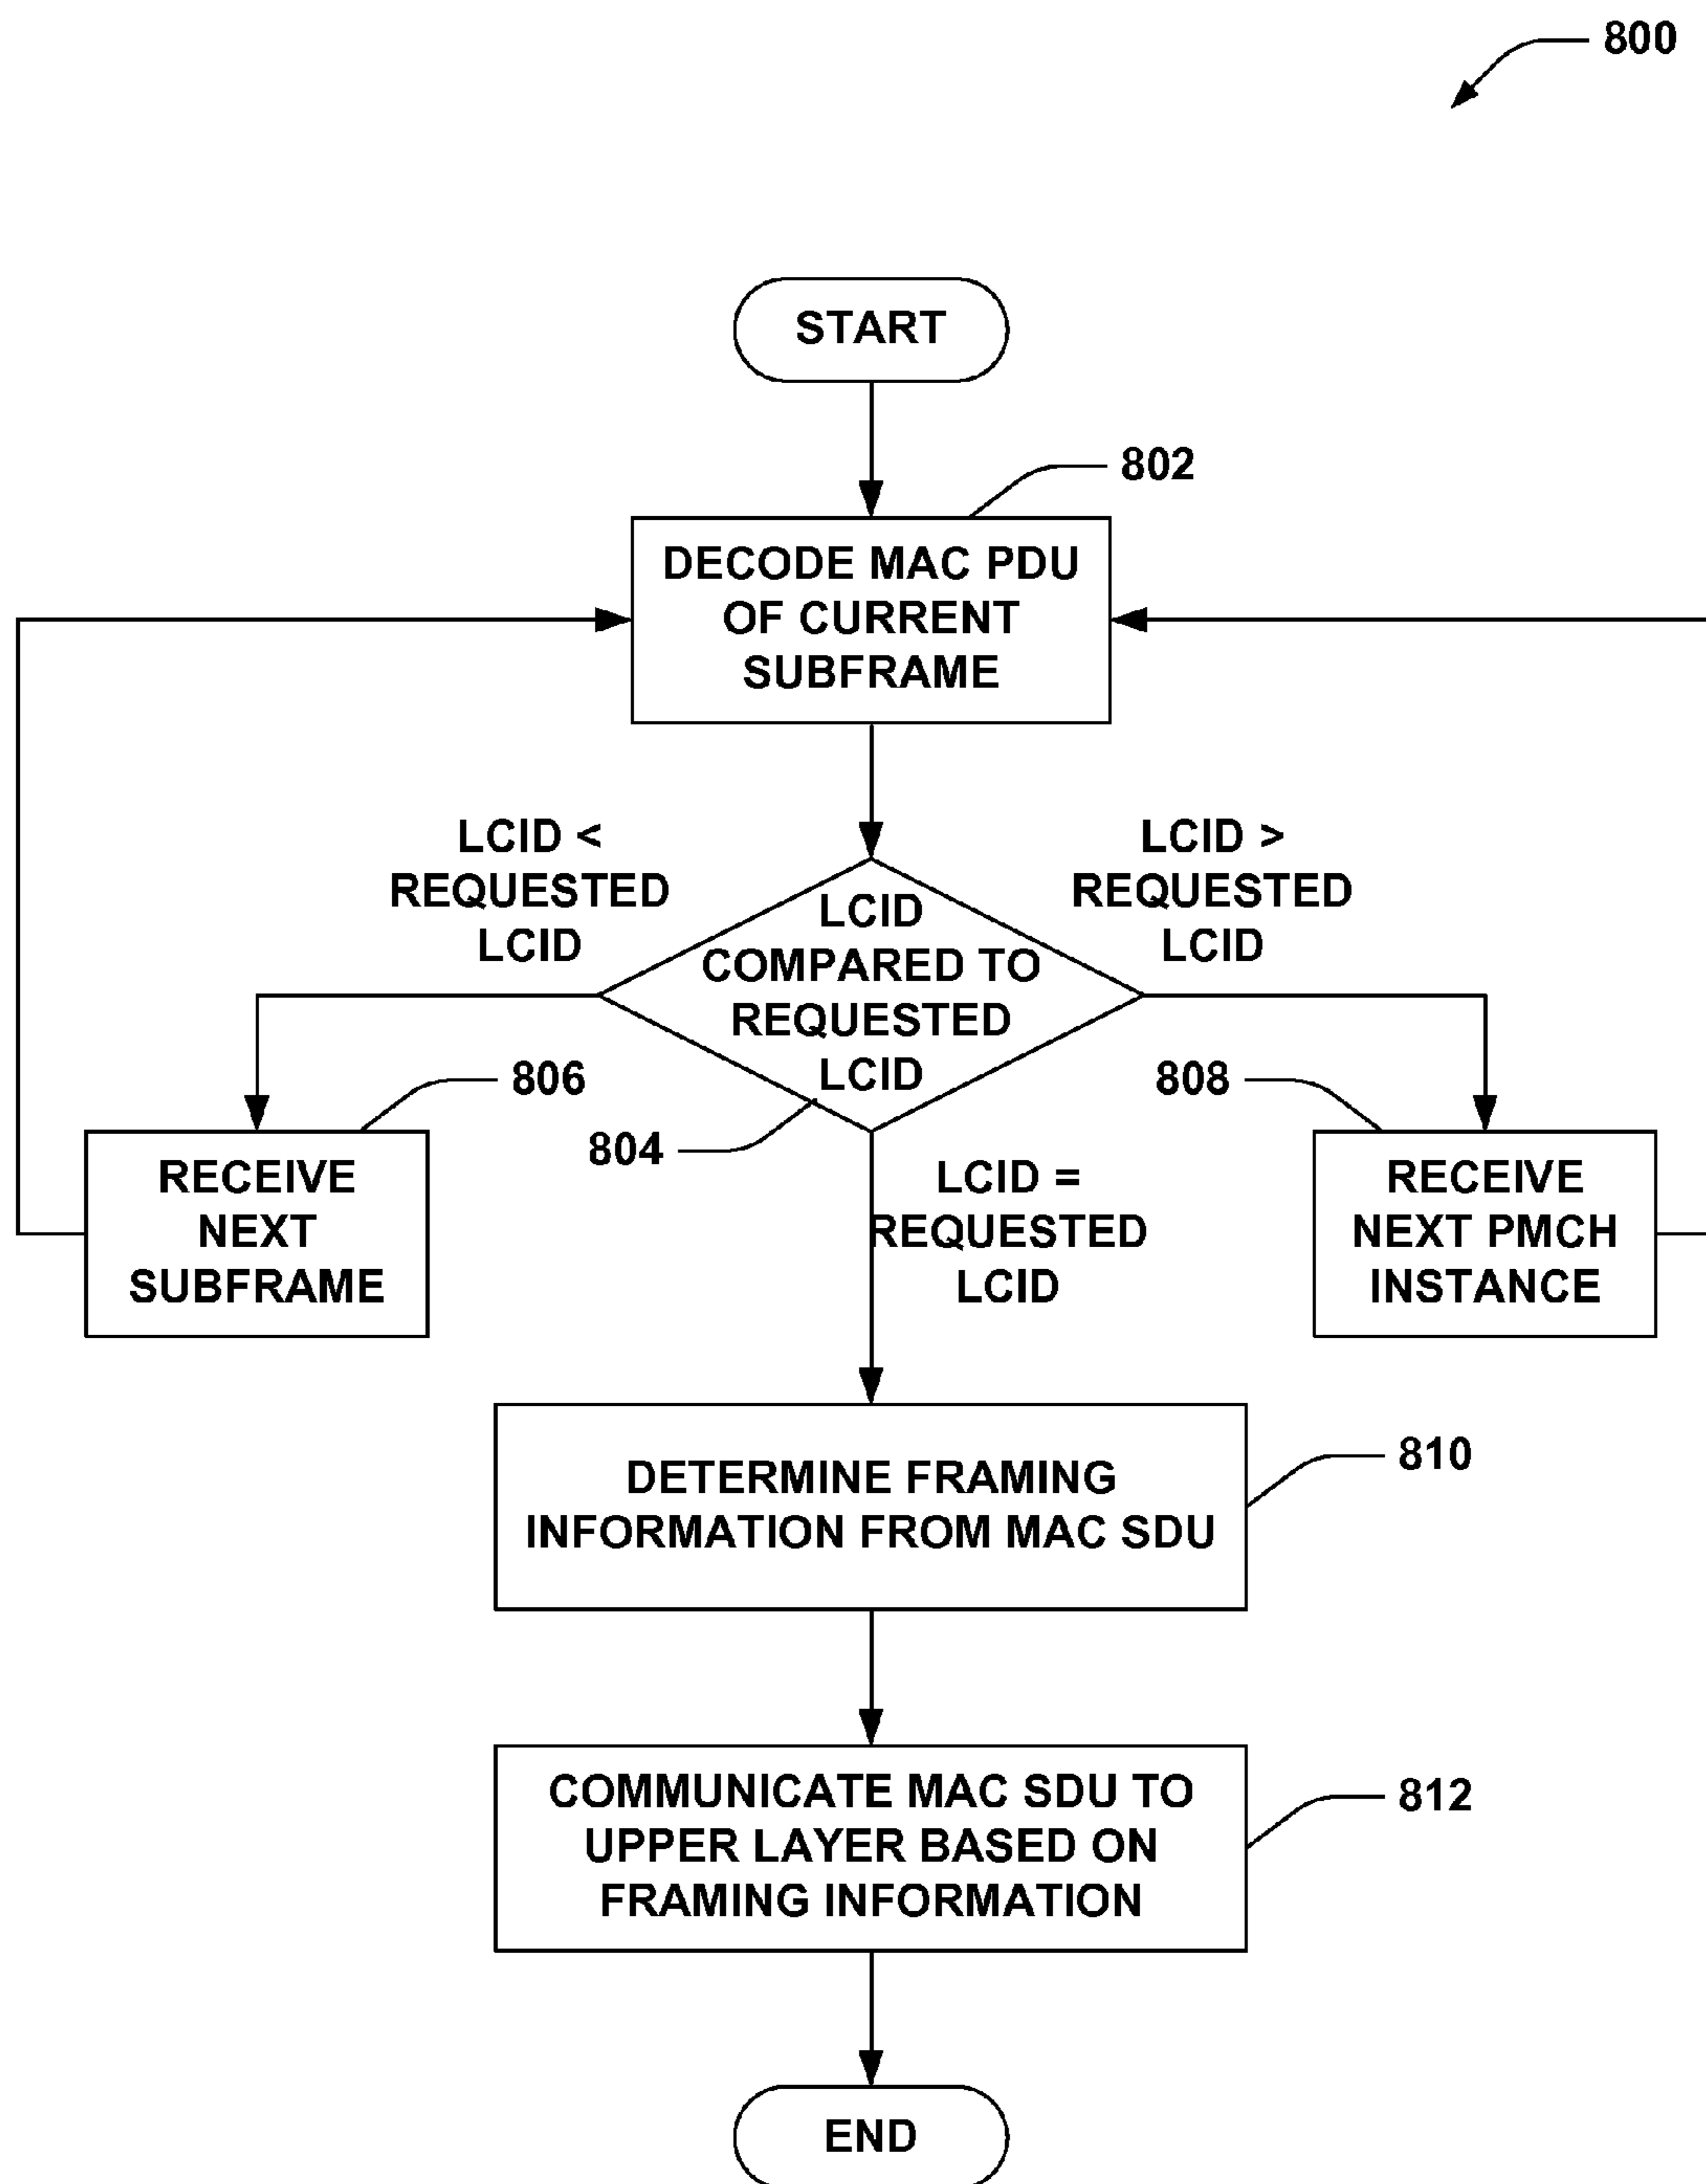 800
START
802
DECODE MAC PDU
OF CURRENT
SUBFRAME
LCID <
REQUESTED
LCID
LCID >
REQUESTED
LCID
LCID
COMPARED TO
REQUESTED
LCID
806
808
804
RECEIVE
NEXT
SUBFRAME
LCID =
REQUESTED
LCID
RECEIVE
NEXT PMCH
INSTANCE
810
DETERMINE FRAMING
INFORMATION FROM MAC SDU
812
COMMUNICATE MAC SDU TO
UPPER LAYER BASED ON
FRAMING INFORMATION
END